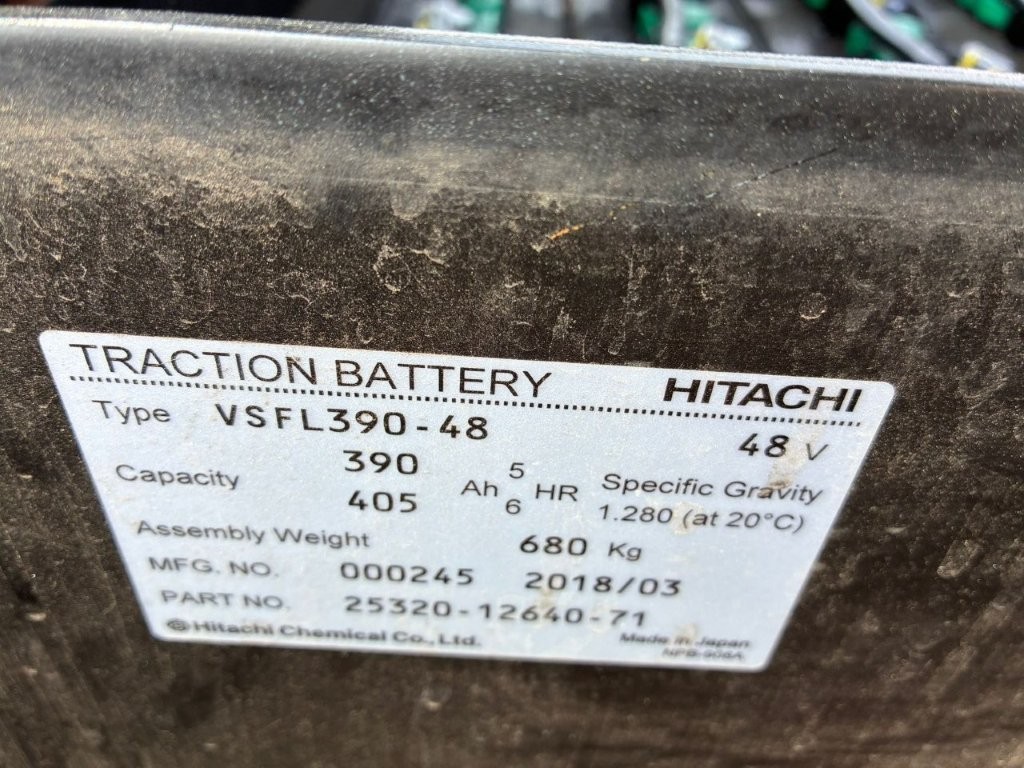 TRACTION BATTERY HITACHI
Type VSFL390-48 48 V
Capacity 390 Ah 5 HR Specific Gravity
405 6 1.280 (at 20°C)
Assembly Weight 680 Kg
MFG. NO. 000245 2018/03
PART NO. 25320-12640-71
© Hitachi Chemical Co., Ltd. Made in Japan